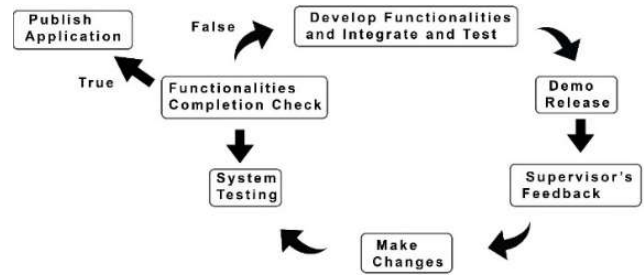 Publish
Application
False
Develop Functionalities
and Integrate and Test
True
Functionalities
Completion Check
Demo
Release
System
Testing
Supervisor's
Feedback
Make
Changes